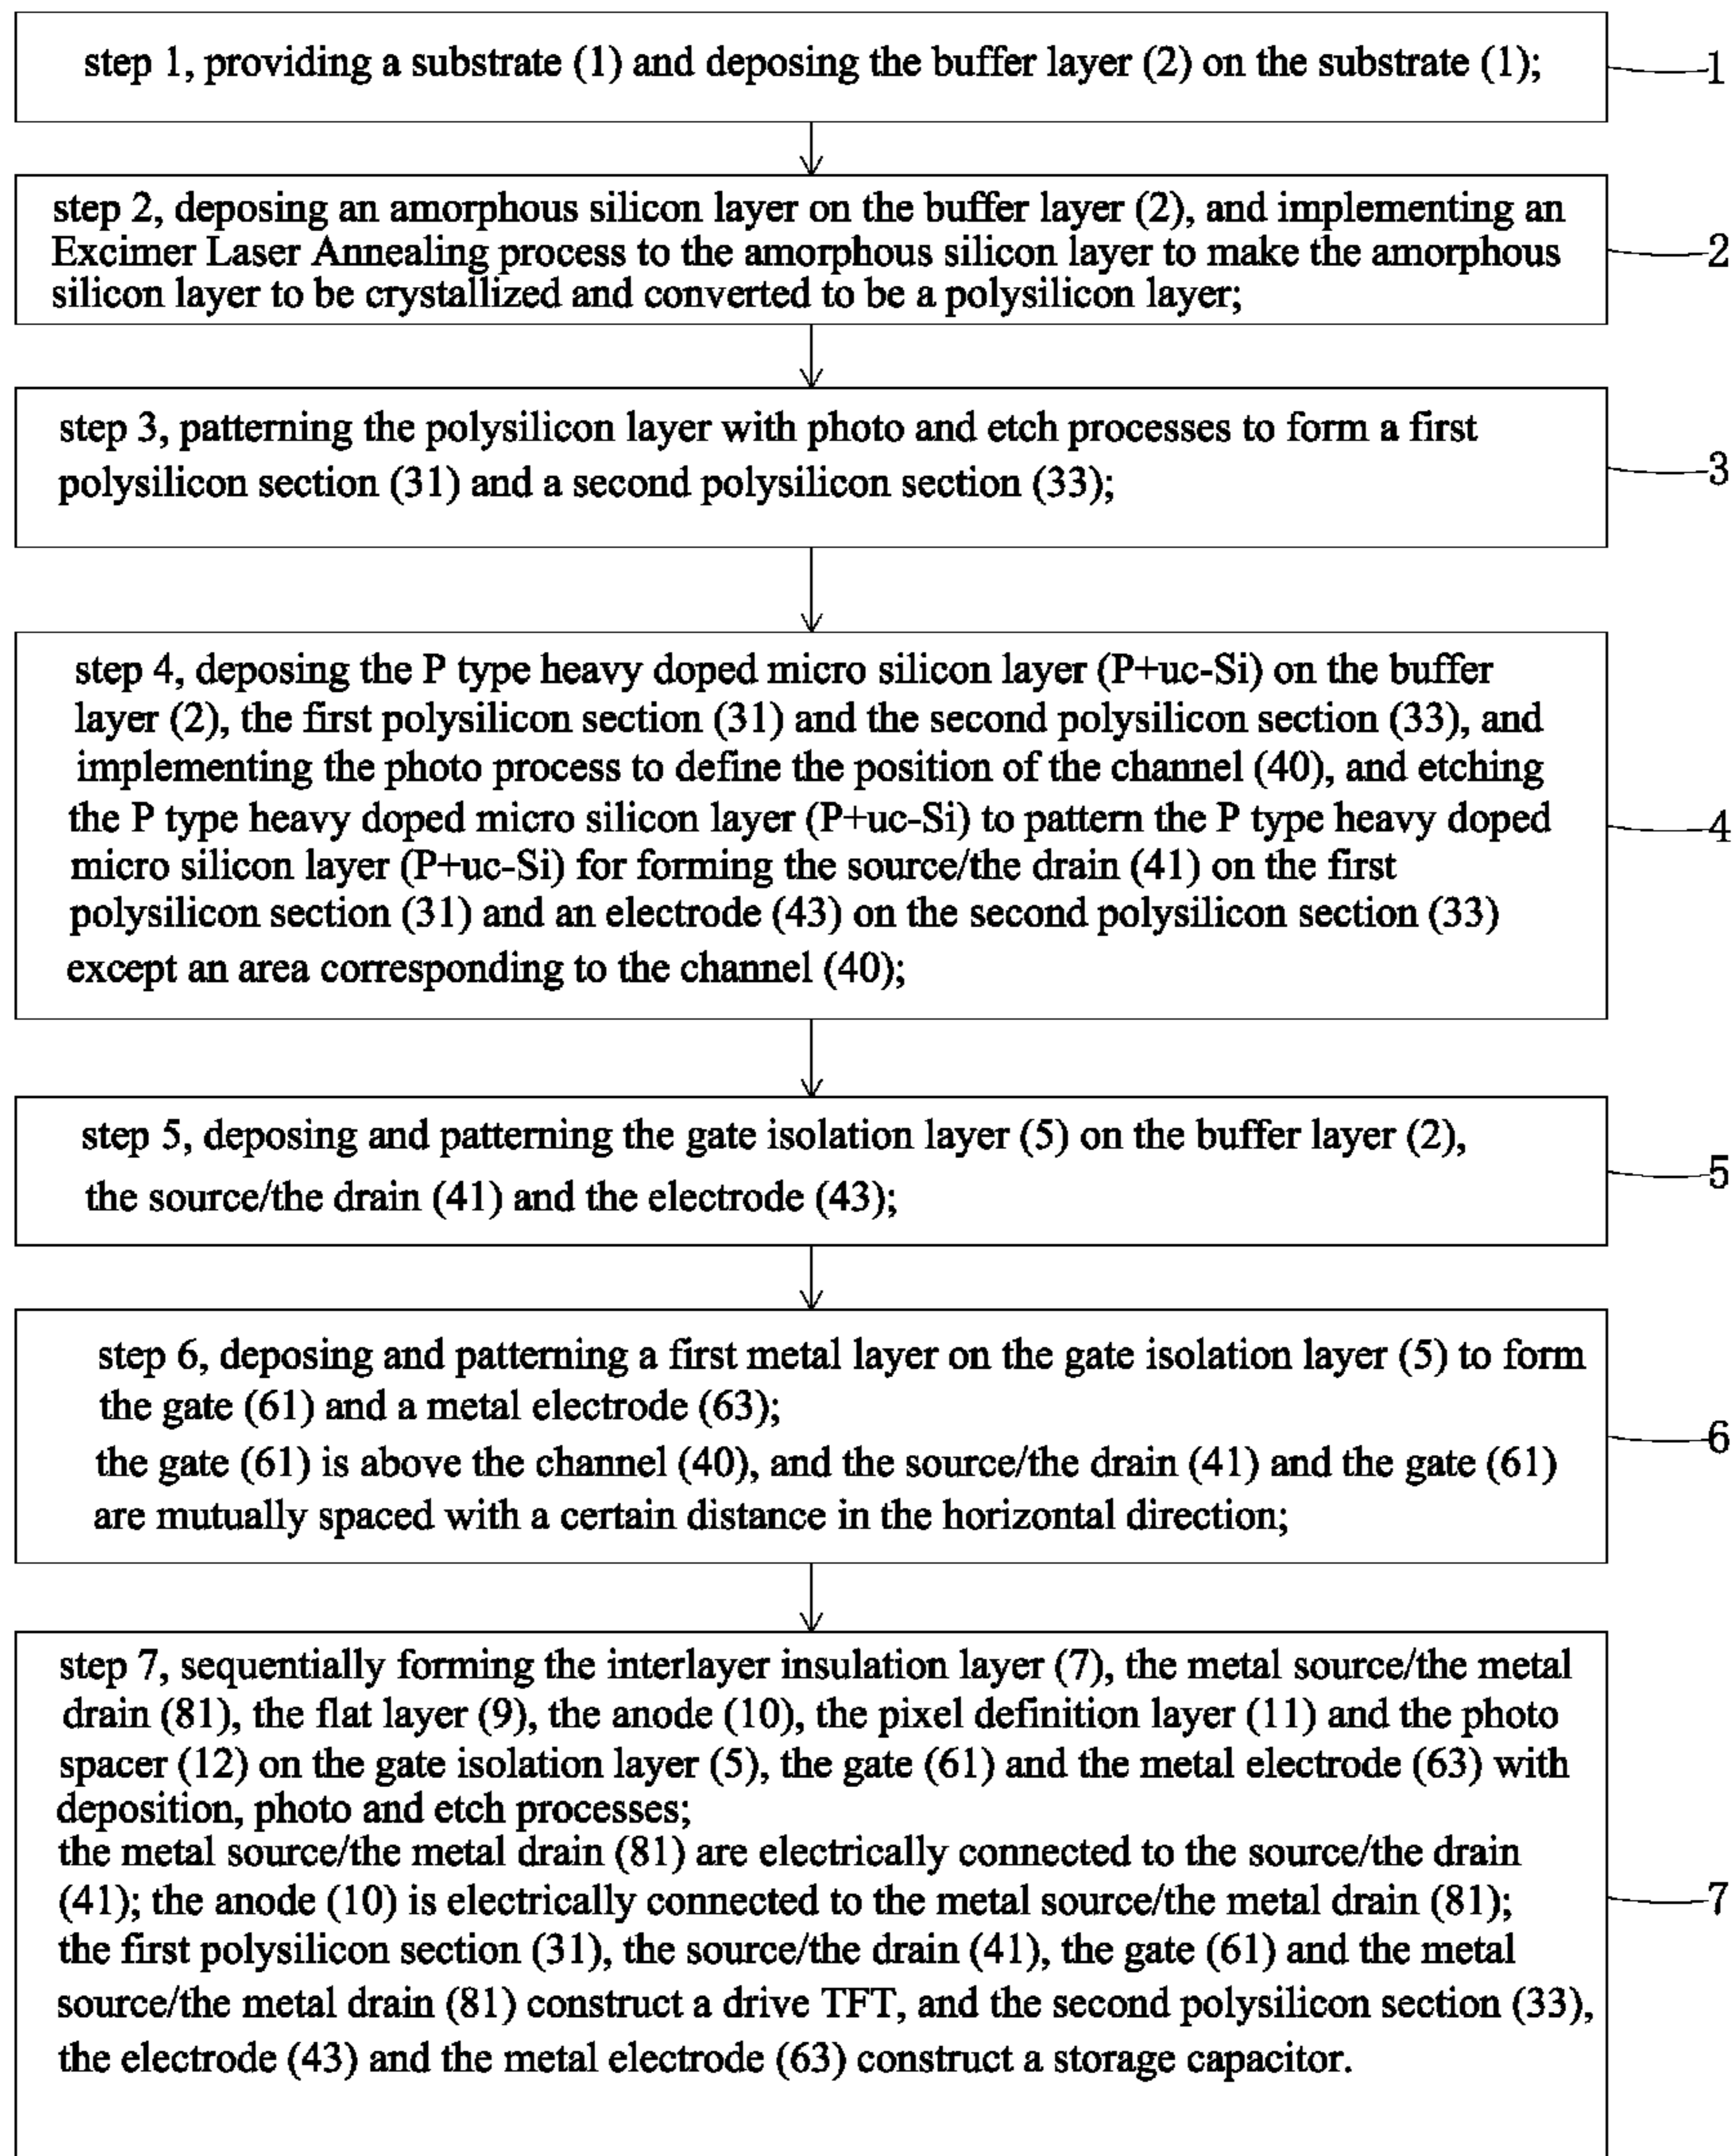 step 1, providing a substrate (1) and deposing the buffer layer (2) on the substrate (1);
1
step 2, deposing an amorphous silicon layer on the buffer layer (2), and implementing an
Excimer Laser Annealing process to the amorphous silicon layer to make the amorphous
silicon layer to be crystallized and converted to be a polysilicon layer;
2
step 3, patterning the polysilicon layer with photo and etch processes to form a first
polysilicon section (31) and a second polysilicon section (33);
3
step 4, deposing the P type heavy doped micro silicon layer (P+uc-Si) on the buffer
layer (2), the first polysilicon section (31) and the second polysilicon section (33), and
implementing the photo process to define the position of the channel (40), and etching
the P type heavy doped micro silicon layer (P+uc-Si) to pattern the P type heavy doped
micro silicon layer (P+uc-Si) for forming the source/the drain (41) on the first
polysilicon section (31) and an electrode (43) on the second polysilicon section (33)
except an area corresponding to the channel (40);
4
step 5, deposing and patterning the gate isolation layer (5) on the buffer layer (2),
the source/the drain (41) and the electrode (43);
5
step 6, deposing and patterning a first metal layer on the gate isolation layer (5) to form
the gate (61) and a metal electrode (63);
the gate (61) is above the channel (40), and the source/the drain (41) and the gate (61)
are mutually spaced with a certain distance in the horizontal direction;
6
step 7, sequentially forming the interlayer insulation layer (7), the metal source/the metal
drain (81), the flat layer (9), the anode (10), the pixel definition layer (11) and the photo
spacer (12) on the gate isolation layer (5), the gate (61) and the metal electrode (63) with
deposition, photo and etch processes;
the metal source/the metal drain (81) are electrically connected to the source/the drain
(41); the anode (10) is electrically connected to the metal source/the metal drain (81);
the first polysilicon section (31), the source/the drain (41), the gate (61) and the metal
source/the metal drain (81) construct a drive TFT, and the second polysilicon section (33),
the electrode (43) and the metal electrode (63) construct a storage capacitor.
7